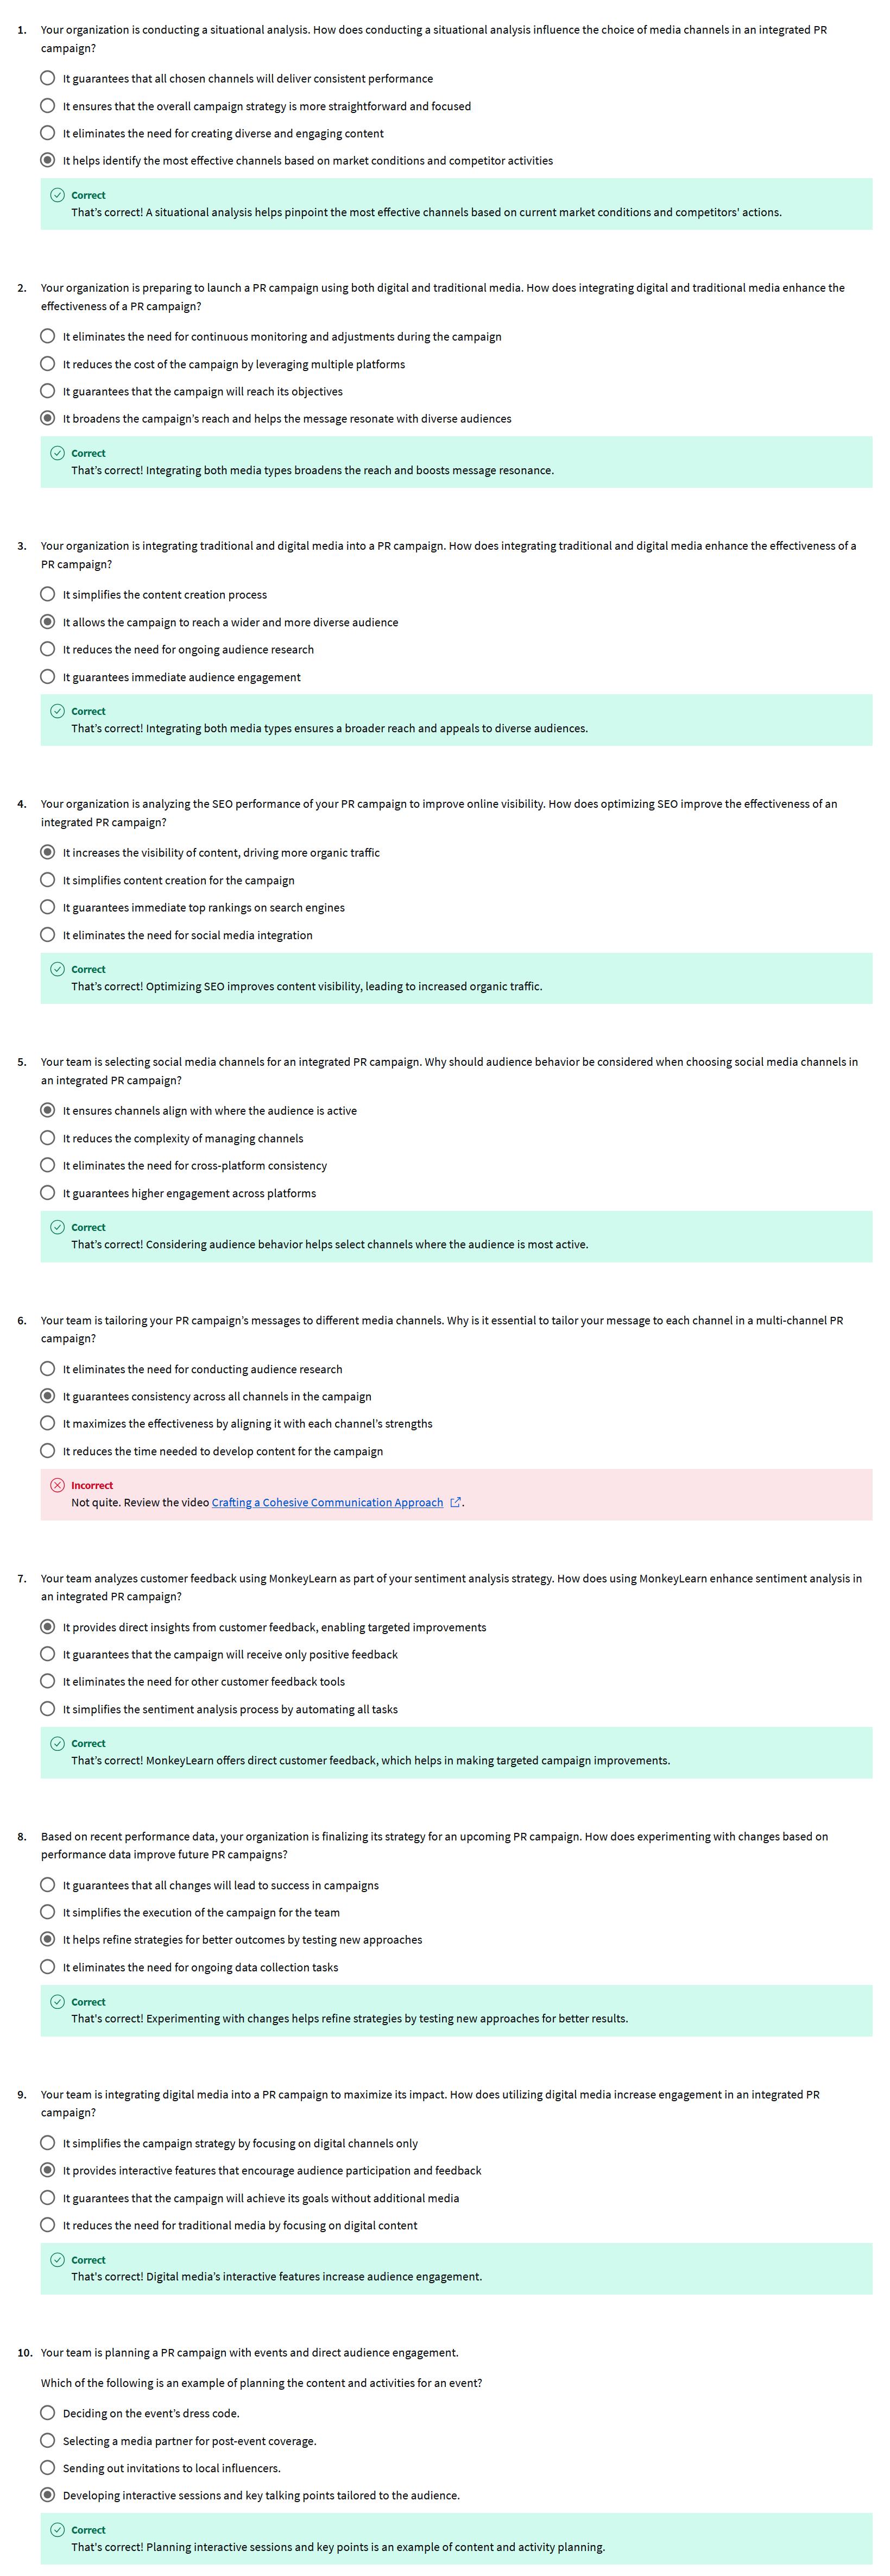 1. Your organization is conducting a situational analysis. How does conducting a situational analysis influence the choice of media channels in an integrated PR
campaign?
It guarantees that all chosen channels will deliver consistent performance
It ensures that the overall campaign strategy is more straightforward and focused
It eliminates the need for creating diverse and engaging content
It helps identify the most effective channels based on market conditions and competitor activities
Correct
That’s correct! A situational analysis helps pinpoint the most effective channels based on current market conditions and competitors' actions.
2. Your organization is preparing to launch a PR campaign using both digital and traditional media. How does integrating digital and traditional media enhance the
effectiveness of a PR campaign?
It eliminates the need for continuous monitoring and adjustments during the campaign
It reduces the cost of the campaign by leveraging multiple platforms
It guarantees that the campaign will reach its objectives
It broadens the campaign’s reach and helps the message resonate with diverse audiences
Correct
That’s correct! Integrating both media types broadens the reach and boosts message resonance.
3. Your organization is integrating traditional and digital media into a PR campaign. How does integrating traditional and digital media enhance the effectiveness of a
PR campaign?
It simplifies the content creation process
It allows the campaign to reach a wider and more diverse audience
It reduces the need for ongoing audience research
It guarantees immediate audience engagement
Correct
That’s correct! Integrating both media types ensures a broader reach and appeals to diverse audiences.
4. Your organization is analyzing the SEO performance of your PR campaign to improve online visibility. How does optimizing SEO improve the effectiveness of an
integrated PR campaign?
It increases the visibility of content, driving more organic traffic
It simplifies content creation for the campaign
It guarantees immediate top rankings on search engines
It eliminates the need for social media integration
Correct
That’s correct! Optimizing SEO improves content visibility, leading to increased organic traffic.
5. Your team is selecting social media channels for an integrated PR campaign. Why should audience behavior be considered when choosing social media channels in
an integrated PR campaign?
It ensures channels align with where the audience is active
It reduces the complexity of managing channels
It eliminates the need for cross-platform consistency
It guarantees higher engagement across platforms
Correct
That’s correct! Considering audience behavior helps select channels where the audience is most active.
6. Your team is tailoring your PR campaign’s messages to different media channels. Why is it essential to tailor your message to each channel in a multi-channel PR
campaign?
It eliminates the need for conducting audience research
It guarantees consistency across all channels in the campaign
It maximizes the effectiveness by aligning it with each channel’s strengths
It reduces the time needed to develop content for the campaign
Incorrect
Not quite. Review the video Crafting a Cohesive Communication Approach .
7. Your team analyzes customer feedback using MonkeyLearn as part of your sentiment analysis strategy. How does using MonkeyLearn enhance sentiment analysis in
an integrated PR campaign?
It provides direct insights from customer feedback, enabling targeted improvements
It guarantees that the campaign will receive only positive feedback
It eliminates the need for other customer feedback tools
It simplifies the sentiment analysis process by automating all tasks
Correct
That’s correct! MonkeyLearn offers direct customer feedback, which helps in making targeted campaign improvements.
8. Based on recent performance data, your organization is finalizing its strategy for an upcoming PR campaign. How does experimenting with changes based on
performance data improve future PR campaigns?
It guarantees that all changes will lead to success in campaigns
It simplifies the execution of the campaign for the team
It helps refine strategies for better outcomes by testing new approaches
It eliminates the need for ongoing data collection tasks
Correct
That's correct! Experimenting with changes helps refine strategies by testing new approaches for better results.
9. Your team is integrating digital media into a PR campaign to maximize its impact. How does utilizing digital media increase engagement in an integrated PR
campaign?
It simplifies the campaign strategy by focusing on digital channels only
It provides interactive features that encourage audience participation and feedback
It guarantees that the campaign will achieve its goals without additional media
It reduces the need for traditional media by focusing on digital content
Correct
That's correct! Digital media’s interactive features increase audience engagement.
10. Your team is planning a PR campaign with events and direct audience engagement.
Which of the following is an example of planning the content and activities for an event?
Deciding on the event’s dress code.
Selecting a media partner for post-event coverage.
Sending out invitations to local influencers.
Developing interactive sessions and key talking points tailored to the audience.
Correct
That's correct! Planning interactive sessions and key points is an example of content and activity planning.